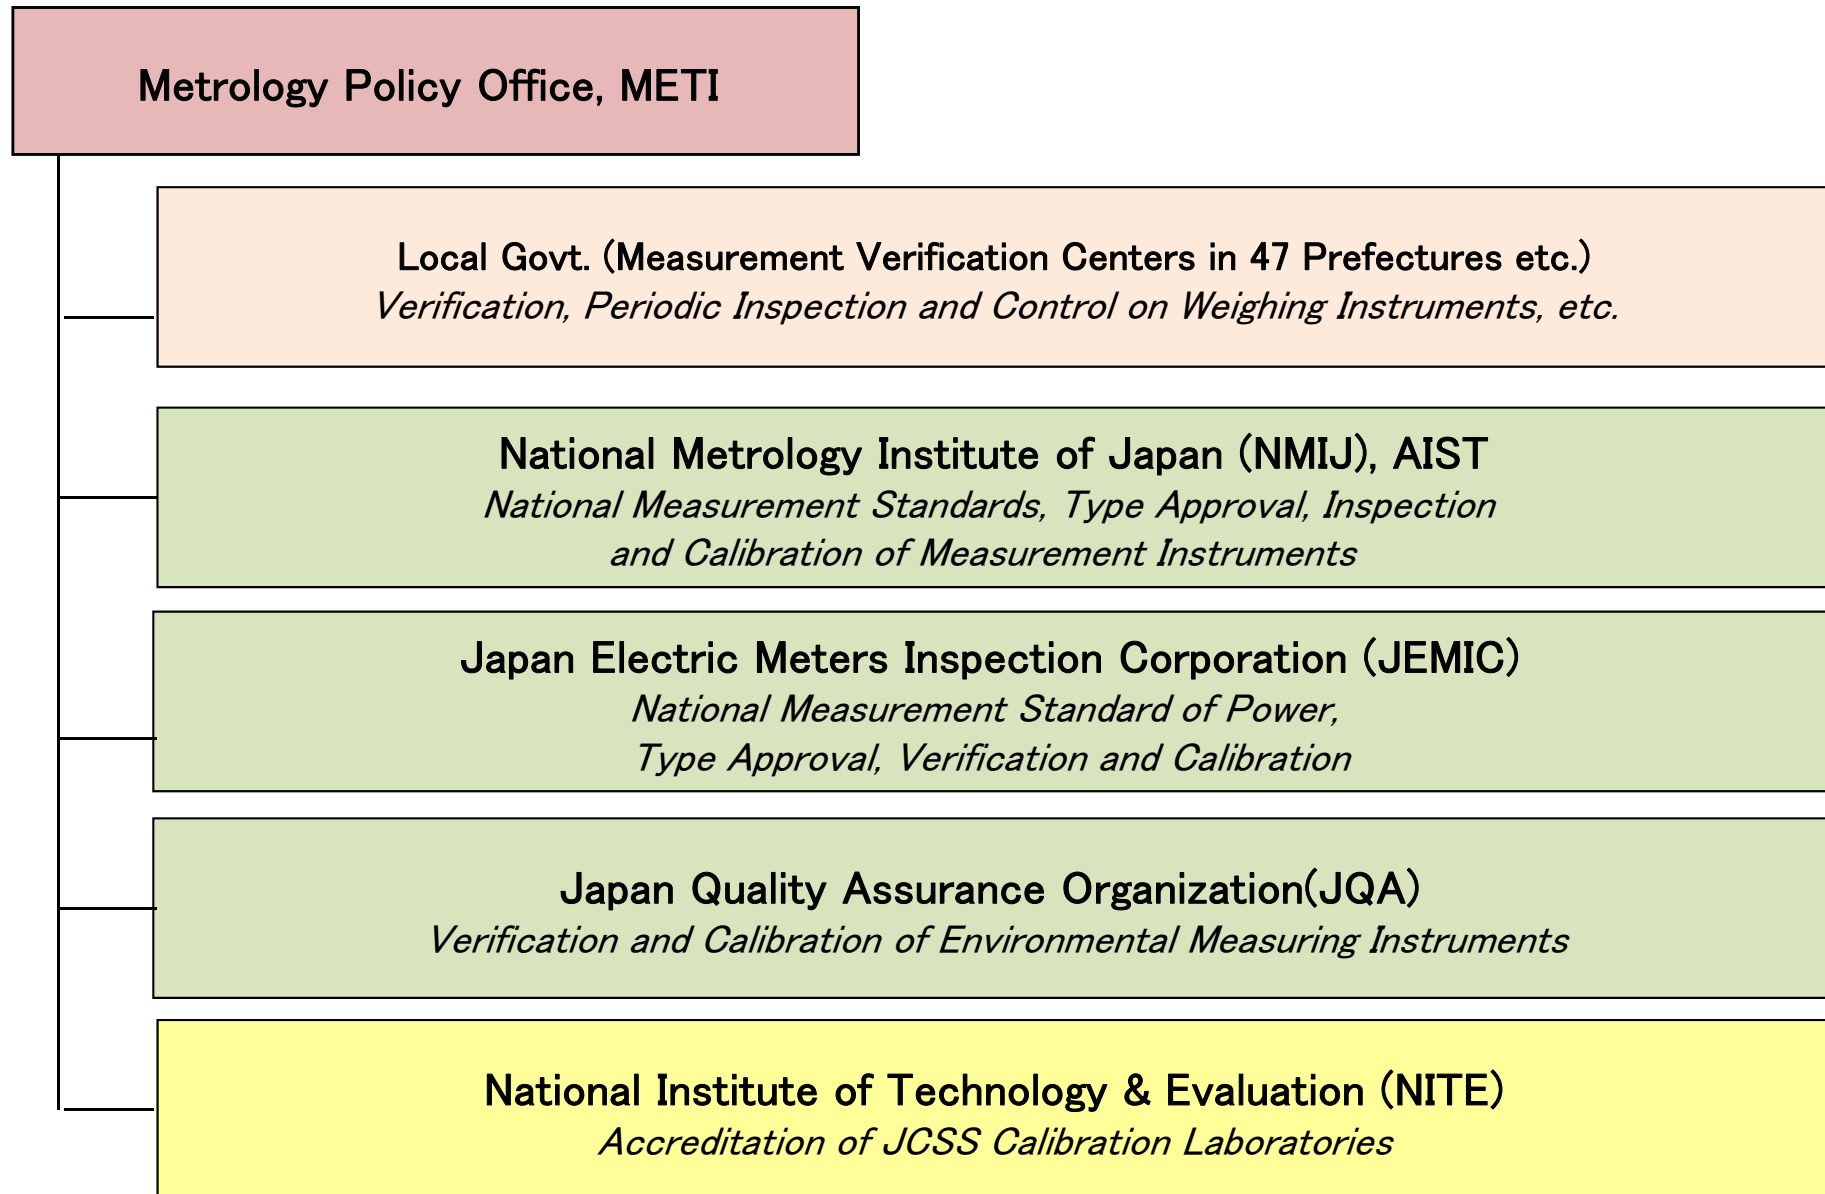 Metrology Policy Office, METI
Local Govt. (Measurement Verification Centers in 47 Prefectures etc.)
Verification, Periodic Inspection and Control on Weighing Instruments, etc.
National Metrology Institute of Japan (NMIJ), AIST
National Measurement Standards, Type Approval, Inspection
and Calibration of Measurement Instruments
Japan Electric Meters Inspection Corporation (JEMIC)
National Measurement Standard of Power,
Type Approval, Verification and Calibration
Japan Quality Assurance Organization(JQA)
Verification and Calibration of Environmental Measuring Instruments
National Institute of Technology & Evaluation (NITE)
Accreditation of JCSS Calibration Laboratories